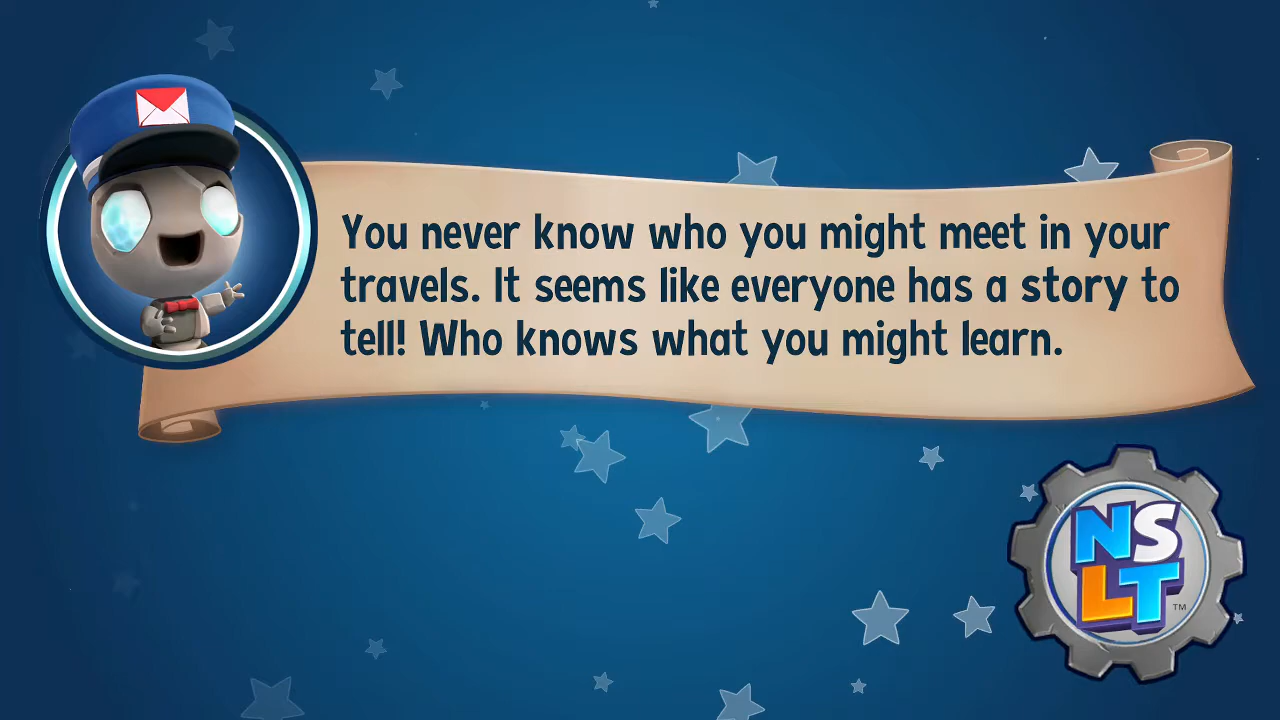 You never know who you might meet in your
travels. It seems like everyone has a story to
tell! Who knows what you might learn.
NS
LT
TM